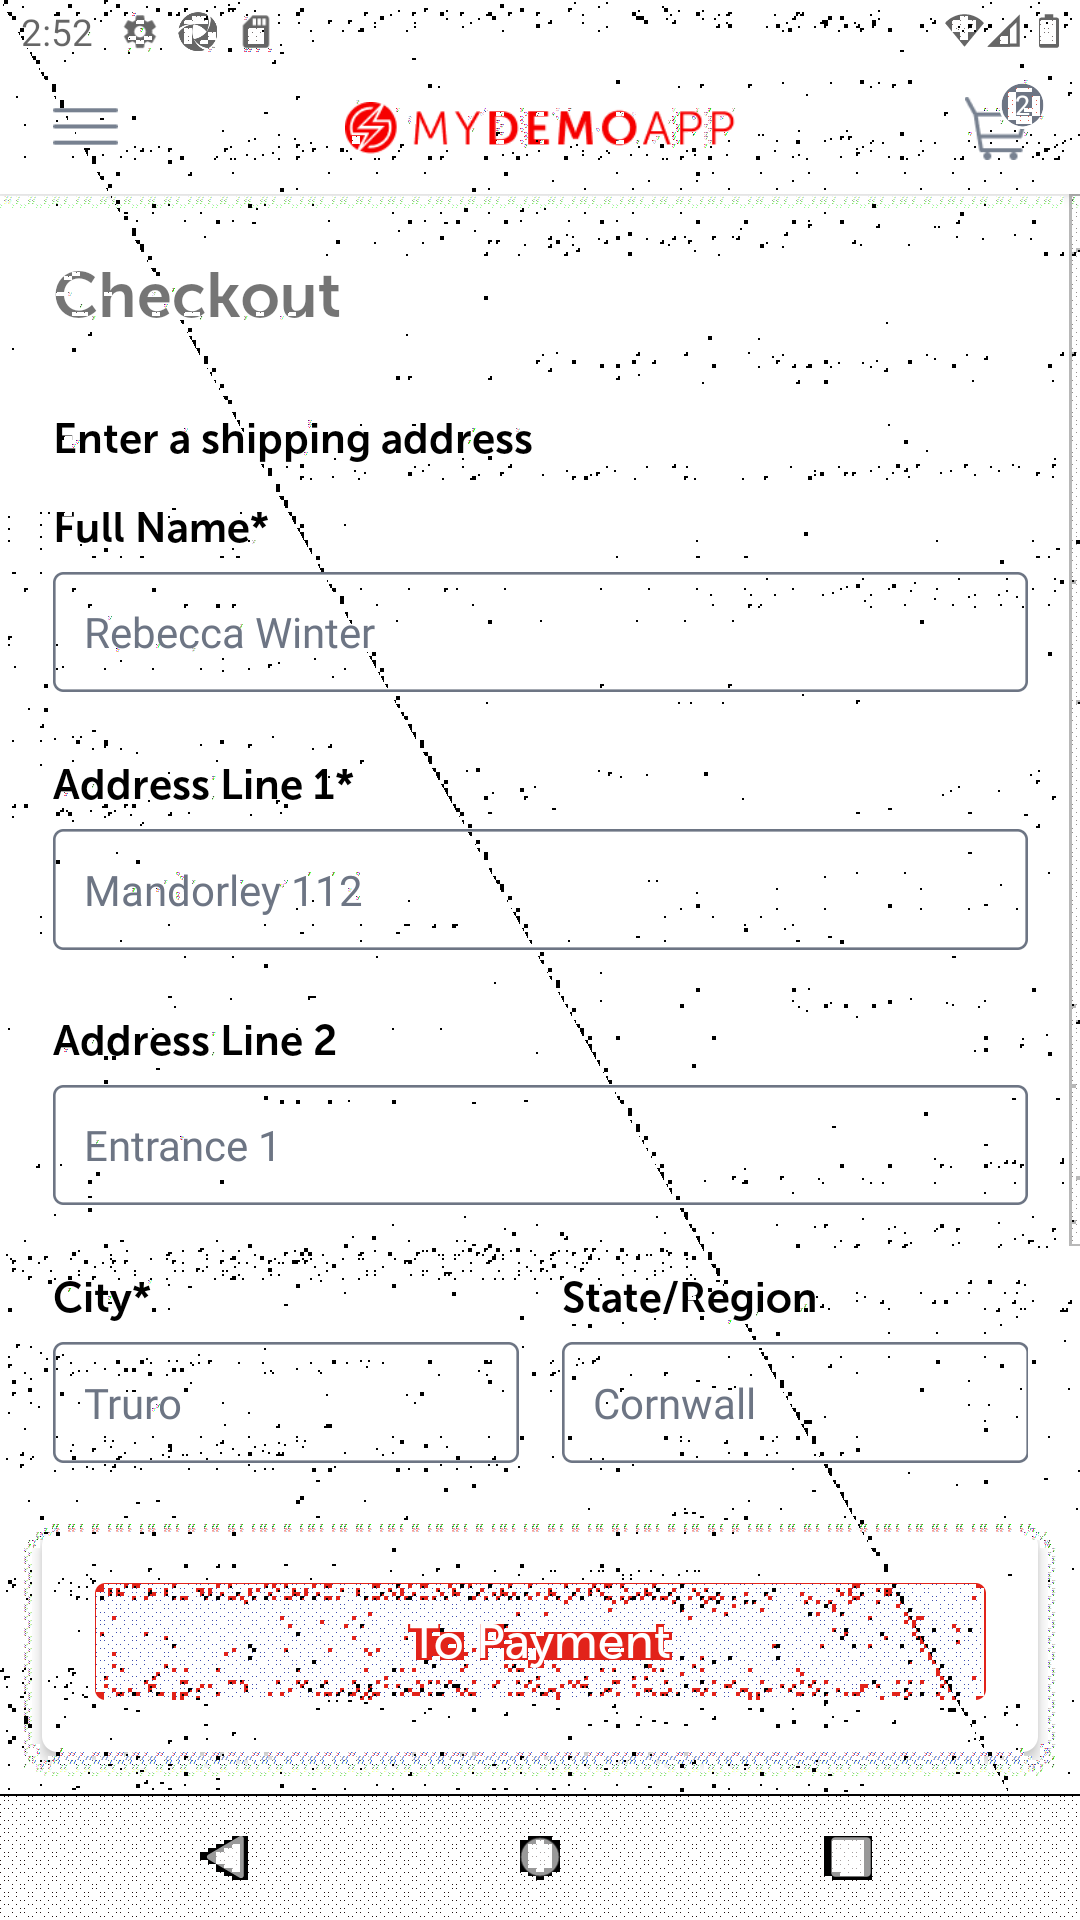 2:52
MYDEMOAPP
2
Checkout
Enter a shipping address
Full Name*
Rebecca Winter
Address Line 1*
Mandorley 112
Address Line 2
Entrance 1
City* State/Region
Truro Cornwall
To Payment